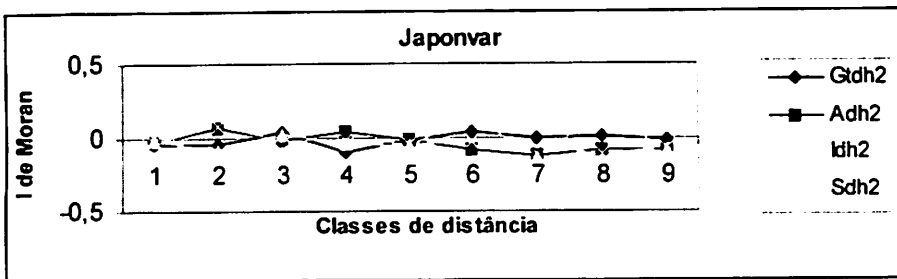 Japonvar
I de Moran
0,5
0
-0,5
1 2 3 4 5 6 7 8 9
Classes de distância
Gtdh2
Adh2
Idh2
Sdh2